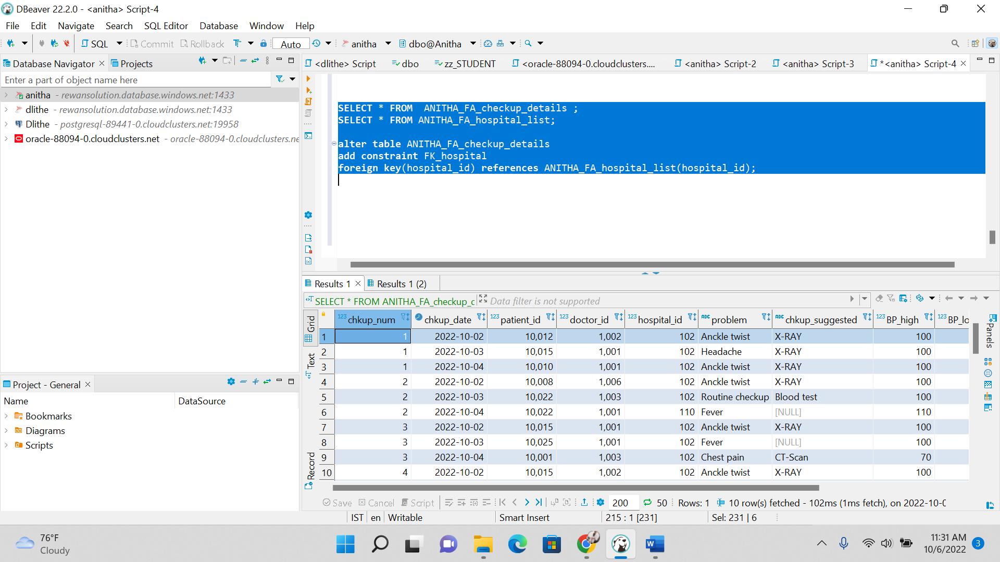 DBeaver 22.2.0 - <anitha> Script-4
File Edit Navigate Search SQL Editor Database Window Help
SQL Commit Rollback Auto anitha dbo@Anitha
Database Navigator Projects
<dlithe> Script dbo zz_STUDENT <oracle-88094-0.cloudclusters.... <anitha> Script-2 <anitha> Script-3 *<anitha> Script-4
Enter a part of object name here
anitha - rewansolution.database.windows.net:1433
dlithe - rewansolution.database.windows.net:1433
Dlithe - postgresql-89441-0.cloudclusters.net:19958
oracle-88094-0.cloudclusters.net - oracle-88094-0.cloudclusters.ne
SELECT * FROM  ANITHA_FA_checkup_details ;
SELECT * FROM ANITHA_FA_hospital_list;
alter table ANITHA_FA_checkup_details
add constraint FK_hospital
foreign key(hospital_id) references ANITHA_FA_hospital_list(hospital_id);
Results 1 Results 1 (2)
SELECT * FROM ANITHA_FA_checkup_c Data filter is not supported
Grid
Text
Record
Panels
123 chkup_num chkup_date 123 patient_id 123 doctor_id 123 hospital_id ABC problem ABC chkup_suggested 123 BP_high 123 BP_lo
1 1 2022-10-02 10,012 1,002 102 Anckle twist X-RAY 100
2 1 2022-10-03 10,015 1,001 102 Headache X-RAY 100
3 1 2022-10-04 10,010 1,001 102 Anckle twist X-RAY 100
4 2 2022-10-02 10,008 1,006 102 Anckle twist X-RAY 100
5 2 2022-10-03 10,022 1,003 102 Routine checkup Blood test 100
6 2 2022-10-04 10,022 1,001 110 Fever [NULL] 110
7 3 2022-10-02 10,015 1,001 102 Anckle twist X-RAY 100
8 3 2022-10-03 10,025 1,001 102 Fever [NULL] 100
9 3 2022-10-04 10,001 1,003 102 Chest pain CT-Scan 70
10 4 2022-10-02 10,015 1,002 102 Anckle twist X-RAY 100
Project - General
Name DataSource
Bookmarks
Diagrams
Scripts
Save Cancel Script 200 50 Rows: 1 10 row(s) fetched - 102ms (1ms fetch), on 2022-10-0
IST en Writable Smart Insert 215 : 1 [231] Sel: 231 | 6
76°F
Cloudy
11:31 AM
10/6/2022
3